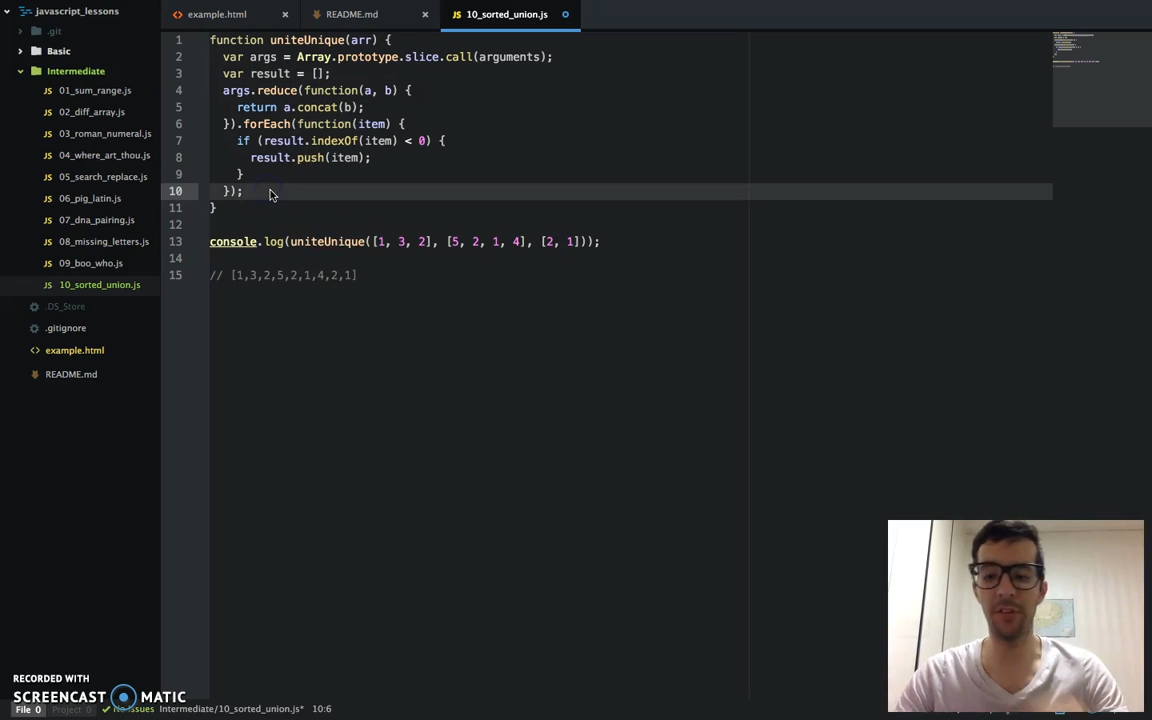 javascript_lessons
.git
Basic
Intermediate
01_sum_range.js
02_diff_array.js
03_roman_numeral.js
04_where_art_thou.js
05_search_replace.js
06_pig_latin.js
07_dna_pairing.js
08_missing_letters.js
09_boo_who.js
10_sorted_union.js
.DS_Store
.gitignore
example.html
README.md
example.html
README.md
10_sorted_union.js
1 function uniteUnique(arr) {
2 var args = Array.prototype.slice.call(arguments);
3 var result = [];
4 args.reduce(function(a, b) {
5 return a.concat(b);
6 }).forEach(function(item) {
7 if (result.indexOf(item) < 0) {
8 result.push(item);
9 }
10 });
11 }
12
13 console.log(uniteUnique([1, 3, 2], [5, 2, 1, 4], [2, 1]));
14
15 // [1,3,2,5,2,1,4,2,1]
RECORDED WITH
SCREENCAST MATIC
File 0 Project 0 No Issues Intermediate/10_sorted_union.js* 10:6